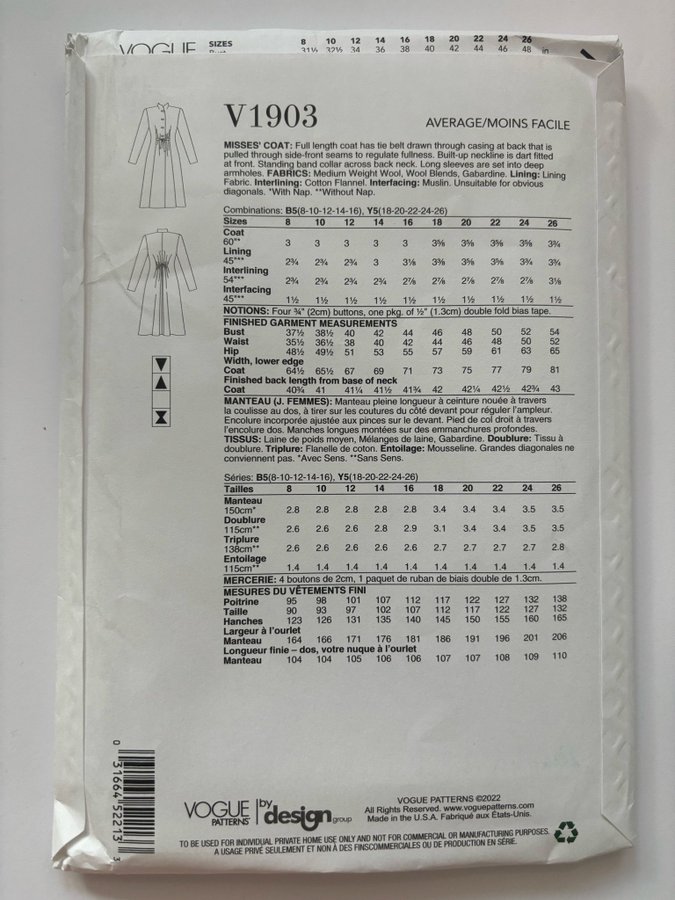 VOGUE SIZES 8 10 12 14 16 18 20 22 24 26
31½ 32½ 34 36 38 40 42 44 46 48 in
V1903 AVERAGE/MOINS FACILE
MISSES' COAT: Full length coat has tie belt drawn through casing at back that is
pulled through side-front seams to regulate fullness. Built-up neckline is dart fitted
at front. Standing band collar across back neck. Long sleeves are set into deep
armholes. FABRICS: Medium Weight Wool, Wool Blends, Gabardine. Lining: Lining
Fabric. Interlining: Cotton Flannel. Interfacing: Muslin. Unsuitable for obvious
diagonals. *With Nap. **Without Nap.
Combinations: B5(8-10-12-14-16), Y5(18-20-22-24-26)
Sizes 8 10 12 14 16 18 20 22 24 26
Coat
60"* 3 3 3 3 3 3⅝ 3⅝ 3⅝ 3⅝ 3¾
Lining
45"** 2¾ 2¾ 2¾ 3 3⅛ 3⅜ 3⅝ 3⅝ 3¾ 3¾
Interlining
54"** 2¾ 2¾ 2¾ 2¾ 2⅞ 2⅞ 2⅞ 2⅞ 2⅞ 3⅛
Interfacing
45"** 1½ 1½ 1½ 1½ 1½ 1½ 1½ 1½ 1½ 1½
NOTIONS: Four ¾" (2cm) buttons, one pkg. of ½" (1.3cm) double fold bias tape.
FINISHED GARMENT MEASUREMENTS
Bust 37½ 38½ 40 42 44 46 48 50 52 54
Waist 35½ 36½ 38 40 42 44 46 48 50 52
Hip 48½ 49½ 51 53 55 57 59 61 63 65
Width, lower edge
Coat 64½ 65½ 67 69 71 73 75 77 79 81
Finished back length from base of neck
Coat 40¾ 41 41¼ 41½ 41¾ 42 42¼ 42½ 42¾ 43
MANTEAU (J. FEMMES): Manteau pleine longueur à ceinture nouée à travers
la coulisse au dos, à tirer sur les coutures du côté devant pour réguler l'ampleur.
Encolure incorporée ajustée aux pinces sur le devant. Pied de col droit à travers
l'encolure dos. Manches longues montées sur des emmanchures profondes.
TISSUS: Laine de poids moyen, Mélanges de laine, Gabardine. Doublure: Tissu à
doublure. Triplure: Flanelle de coton. Entoilage: Mousseline. Grandes diagonales ne
conviennent pas. *Avec Sens. **Sans Sens.
Séries: B5(8-10-12-14-16), Y5(18-20-22-24-26)
Tailles 8 10 12 14 16 18 20 22 24 26
Manteau
150cm* 2.8 2.8 2.8 2.8 2.8 3.4 3.4 3.4 3.5 3.5
Doublure
115cm** 2.6 2.6 2.6 2.8 2.9 3.1 3.4 3.4 3.5 3.5
Triplure
138cm** 2.6 2.6 2.6 2.6 2.6 2.7 2.7 2.7 2.7 2.8
Entoilage
115cm** 1.4 1.4 1.4 1.4 1.4 1.4 1.4 1.4 1.4 1.4
MERCERIE: 4 boutons de 2cm, 1 paquet de ruban de biais double de 1.3cm.
MESURES DU VÊTEMENTS FINI
Poitrine 95 98 101 107 112 117 122 127 132 138
Taille 90 93 97 102 107 112 117 122 127 132
Hanches 123 126 131 135 140 145 150 155 160 165
Largeur à l'ourlet
Manteau 164 166 171 176 181 186 191 196 201 206
Longueur finie – dos, votre nuque à l'ourlet
Manteau 104 104 105 106 106 107 107 108 109 110
0 31664 52213 3
VOGUE PATTERNS by design group
VOGUE PATTERNS ©2022
All Rights Reserved. www.voguepatterns.com
Made in the U.S.A. Fabriqué aux États-Unis.
TO BE USED FOR INDIVIDUAL PRIVATE HOME USE ONLY AND NOT FOR COMMERCIAL OR MANUFACTURING PURPOSES.
A USAGE PRIVÉ SEULEMENT ET NON A DES FINSCOMMERCIALES OU DE PRODUCTION EN SÉRIE.